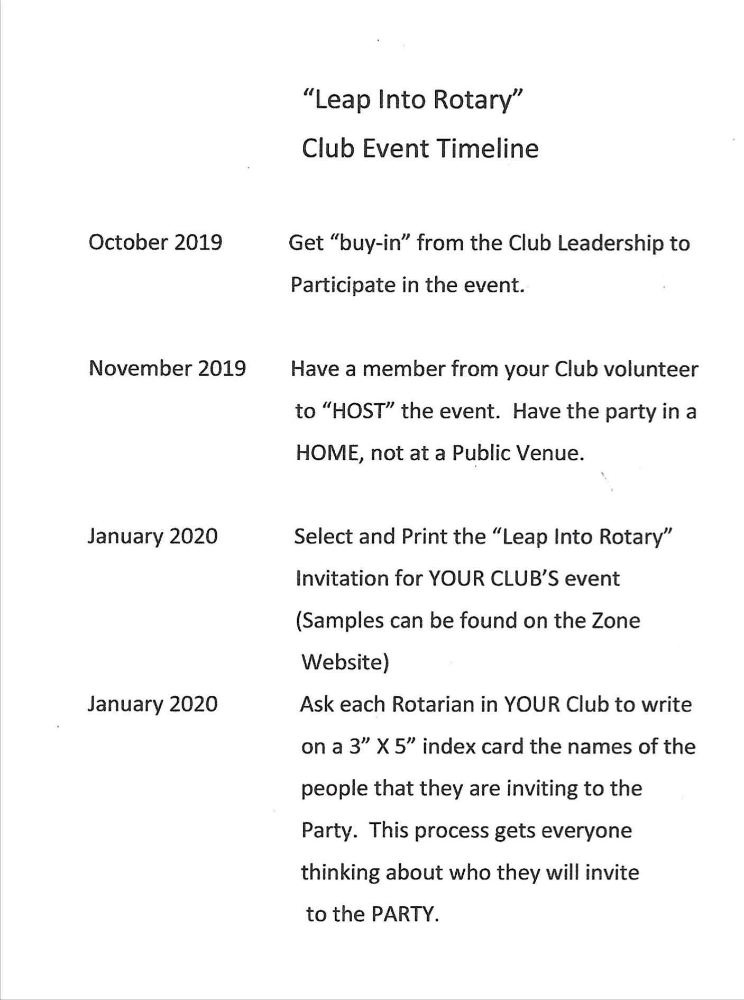 “Leap Into Rotary”
Club Event Timeline
October 2019 Get “buy-in” from the Club Leadership to
Participate in the event.
November 2019 Have a member from your Club volunteer
to “HOST” the event. Have the party in a
HOME, not at a Public Venue.
January 2020 Select and Print the “Leap Into Rotary”
Invitation for YOUR CLUB’S event
(Samples can be found on the Zone
Website)
January 2020 Ask each Rotarian in YOUR Club to write
on a 3” X 5” index card the names of the
people that they are inviting to the
Party. This process gets everyone
thinking about who they will invite
to the PARTY.